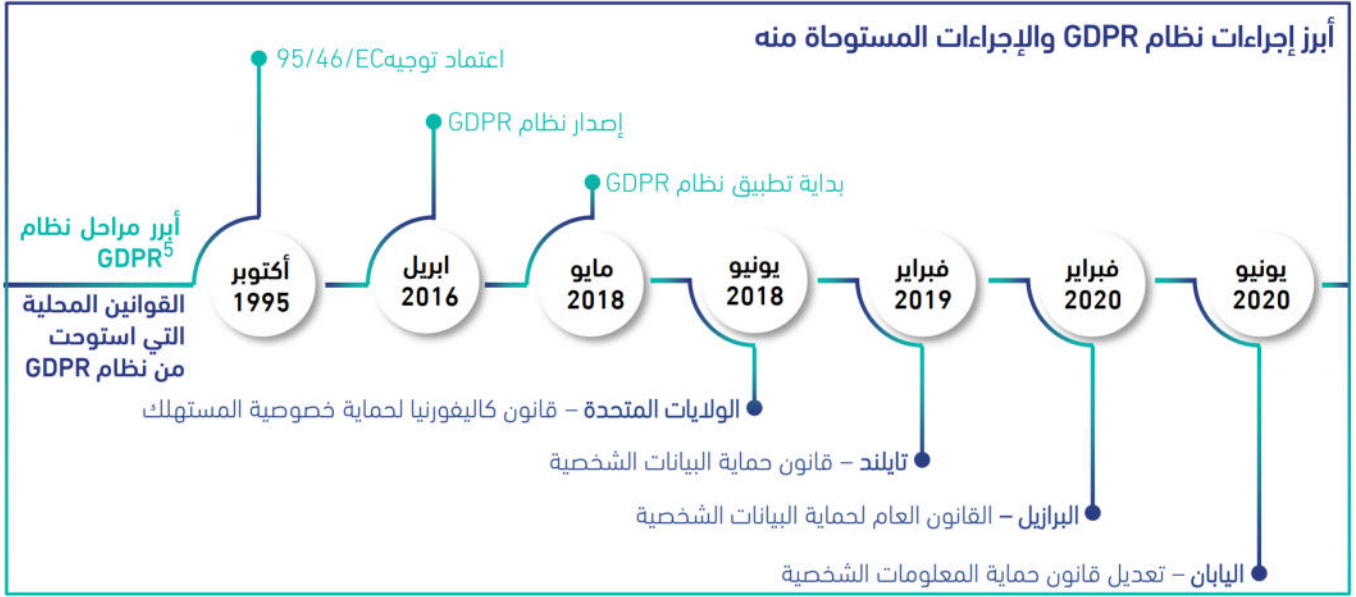 أبرز إجراءات نظام GDPR والإجراءات المستوحاة منه
اعتماد توجيه95/46/EC
إصدار نظام GDPR
بداية تطبيق نظام GDPR
أبرر مراحل نظام
GDPR5
القوانين المحلية
التي استوحت
من نظام GDPR
أكتوبر
1995
ابريل
2016
مايو
2018
يونيو
2018
فبراير
2019
فبراير
2020
يونيو
2020
الولايات المتحدة – قانون كاليفورنيا لحماية خصوصية المستهلك
تايلند – قانون حماية البيانات الشخصية
البرازيل – القانون العام لحماية البيانات الشخصية
اليابان – تعديل قانون حماية المعلومات الشخصية